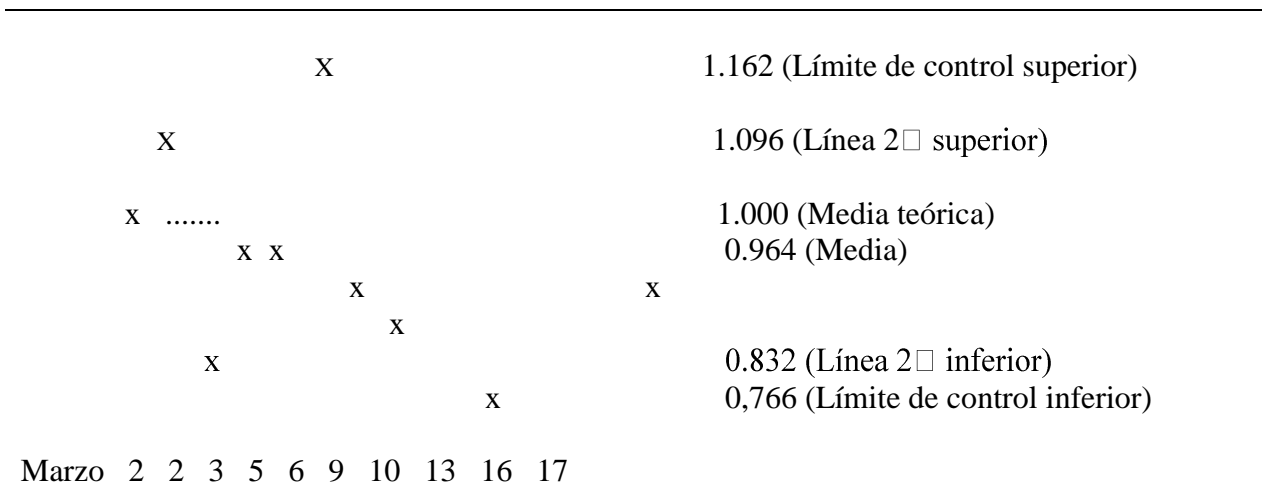 x 1.162 (Límite de control superior)
x 1.096 (Línea 2□ superior)
x ....... 1.000 (Media teórica)
x x 0.964 (Media)
x x
x
x 0.832 (Línea 2□ inferior)
x 0,766 (Límite de control inferior)
Marzo 2 2 3 5 6 9 10 13 16 17